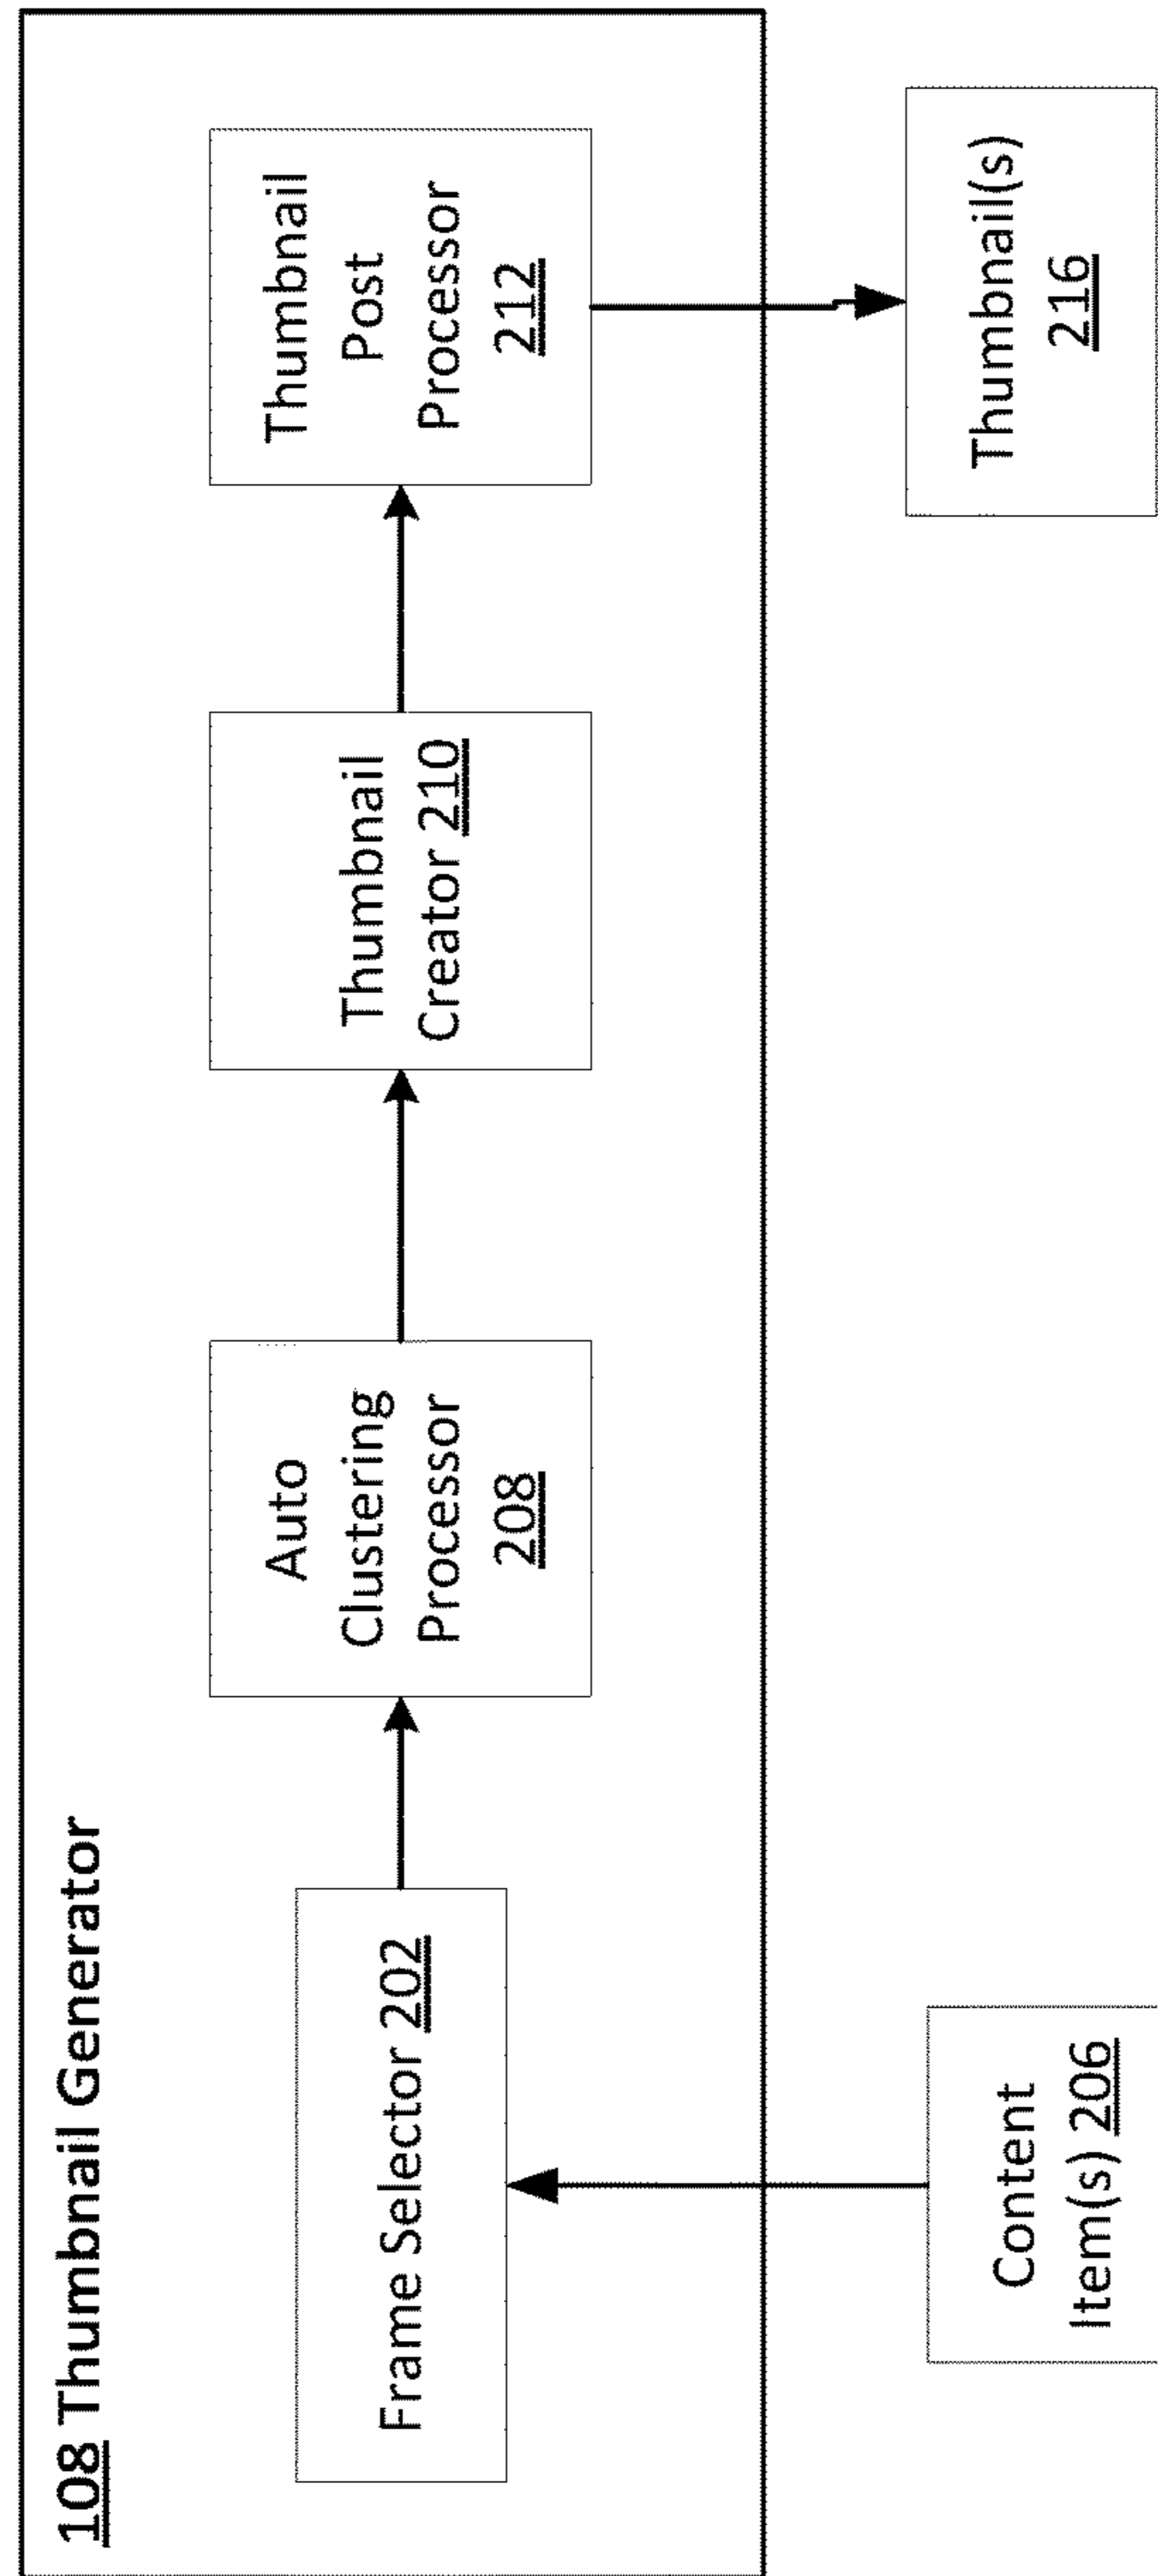 108 Thumbnail Generator
Frame Selector 202
Auto
Clustering
Processor
208
Thumbnail
Creator 210
Thumbnail
Post
Processor
212
Content
Item(s) 206
Thumbnail(s)
216